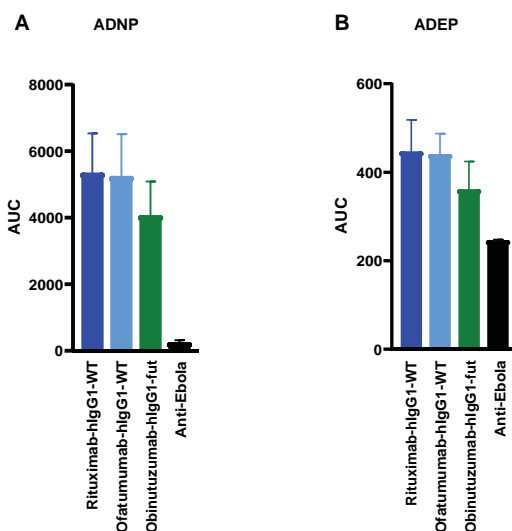 A
ADNP
AUC
8000
6000
4000
2000
0
Rituximab-hIgG1-WT
Ofatumumab-hIgG1-WT
Obinutuzumab-hIgG1-fut
Anti-Ebola
B
ADEP
AUC
600
400
200
0
Rituximab-hIgG1-WT
Ofatumumab-hIgG1-WT
Obinutuzumab-hIgG1-fut
Anti-Ebola